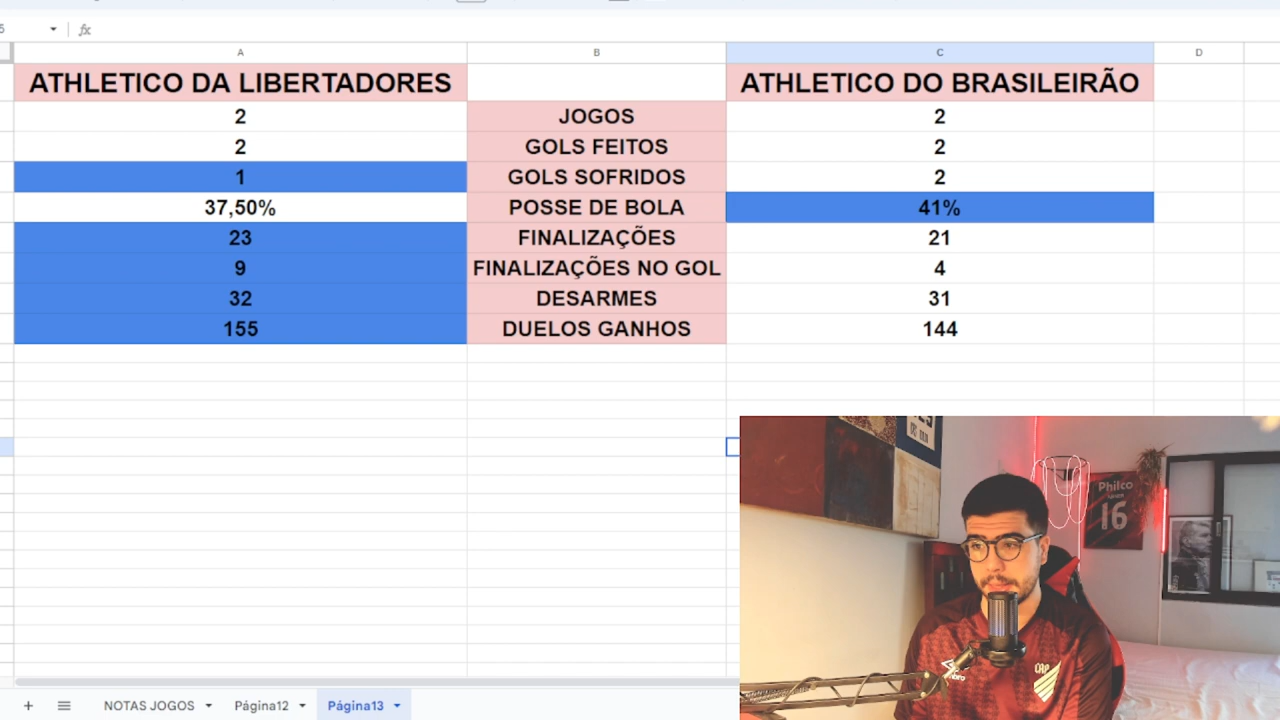 fx
A B C D
ATHLETICO DA LIBERTADORES ATHLETICO DO BRASILEIRÃO
2 JOGOS 2
2 GOLS FEITOS 2
1 GOLS SOFRIDOS 2
37,50% POSSE DE BOLA 41%
23 FINALIZAÇÕES 21
9 FINALIZAÇÕES NO GOL 4
32 DESARMES 31
155 DUELOS GANHOS 144
Philco
16
CAP
NOTAS JOGOS Página12 Página13